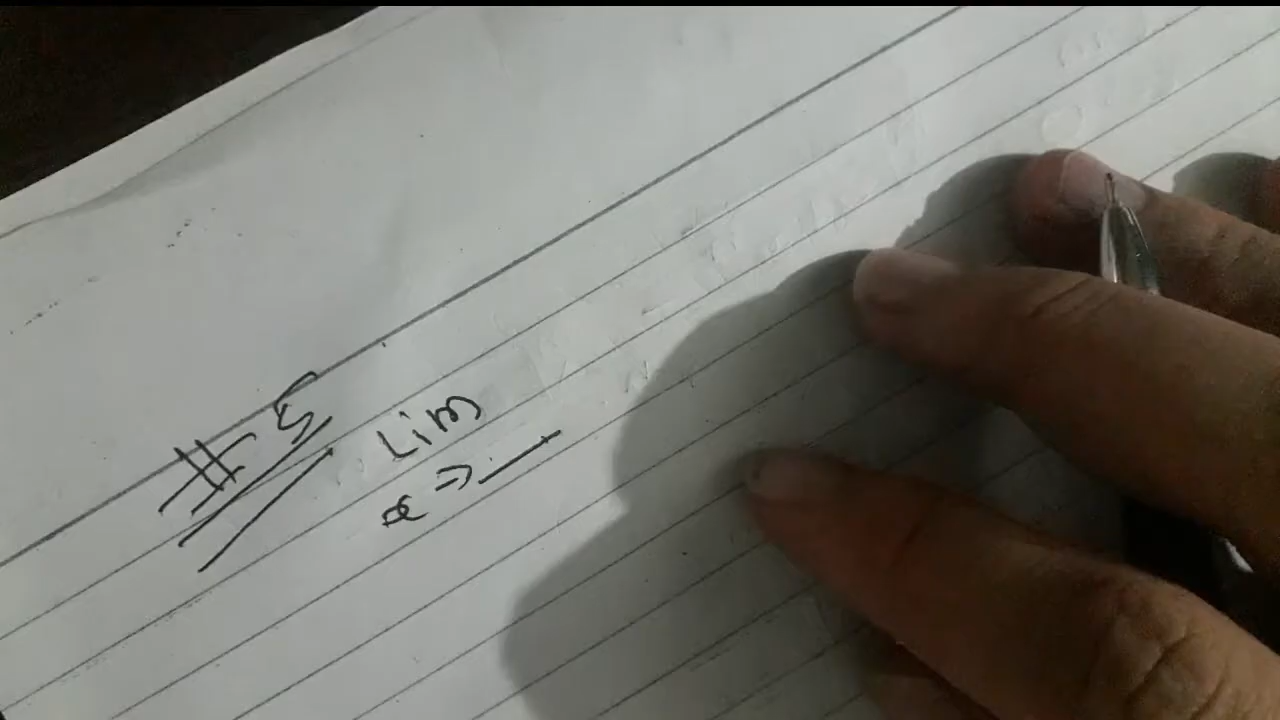 #5 Lim
x → _